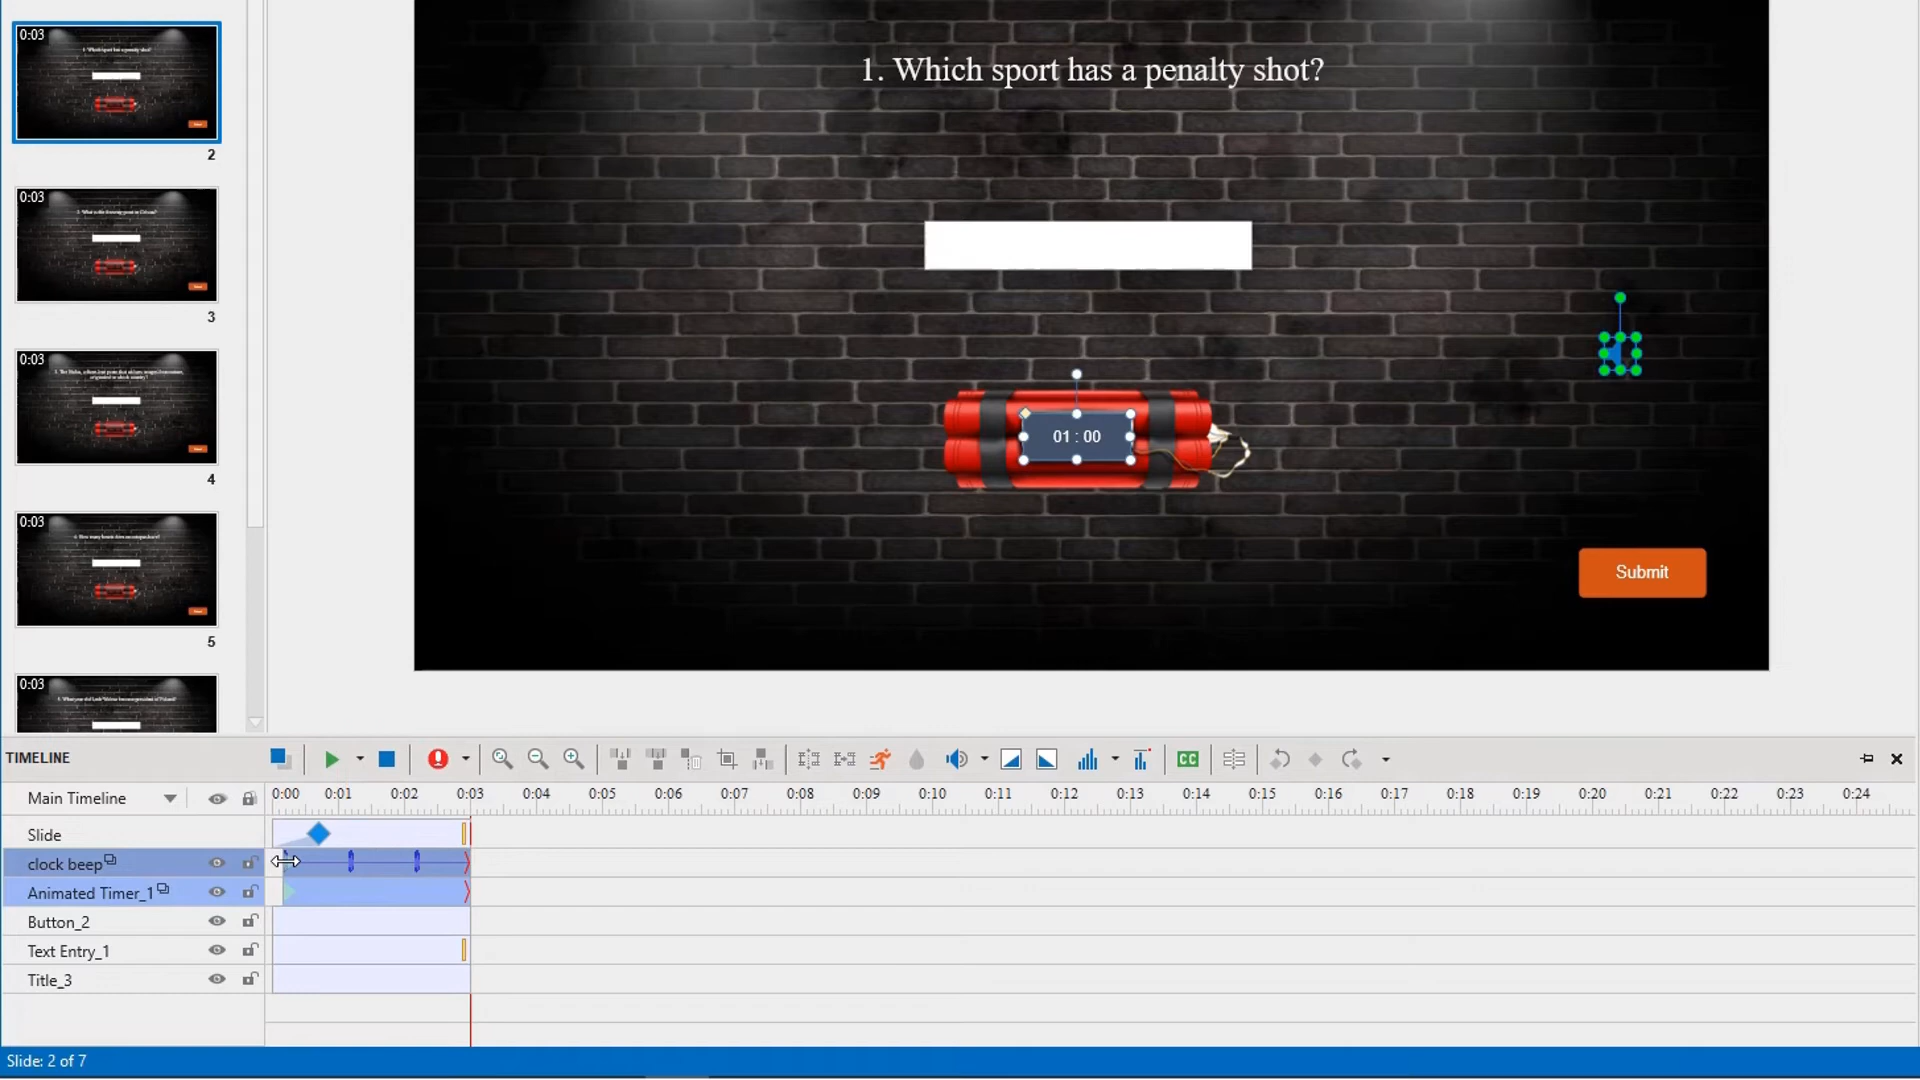 0:03
2
0:03
3
0:03
4
0:03
5
0:03
1. Which sport has a penalty shot?
01 : 00
Submit
TIMELINE
CC
Main Timeline
0:00 0:01 0:02 0:03 0:04 0:05 0:06 0:07 0:08 0:09 0:10 0:11 0:12 0:13 0:14 0:15 0:16 0:17 0:18 0:19 0:20 0:21 0:22 0:23 0:24
Slide
clock beep
Animated Timer_1
Button_2
Text Entry_1
Title_3
Slide: 2 of 7